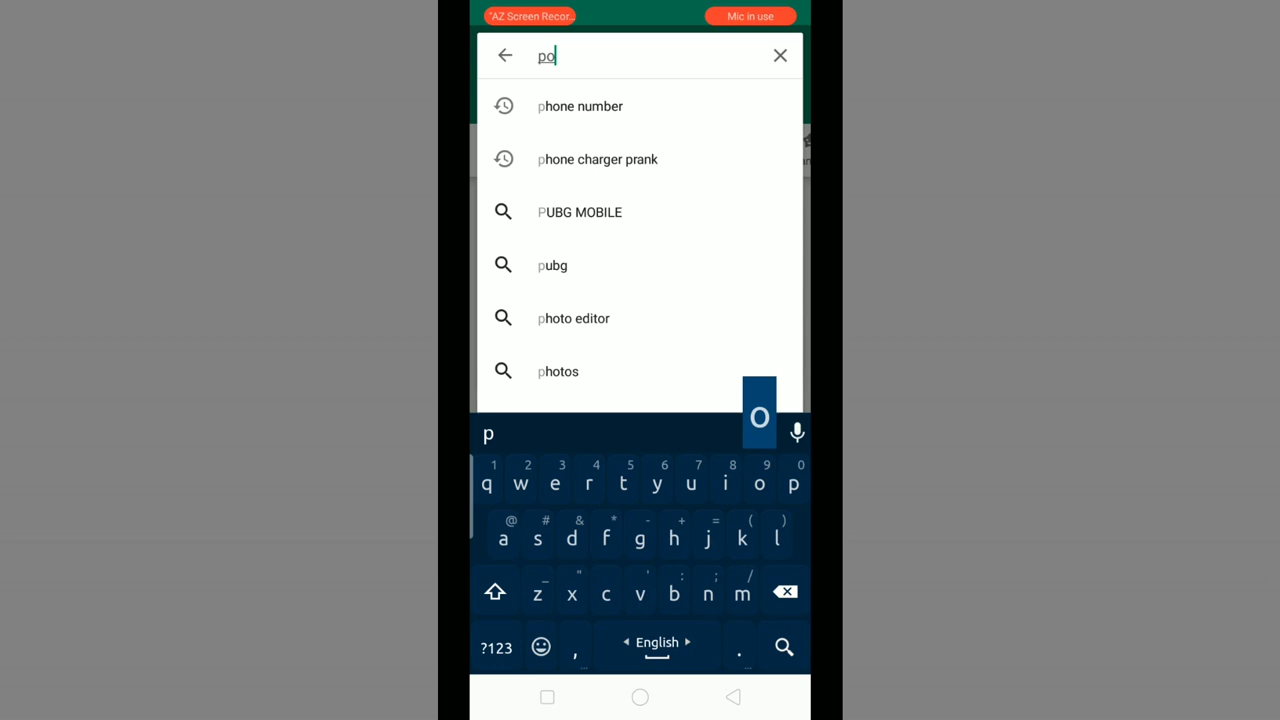 'AZ Screen Recor... Mic in use
po
phone number
phone charger prank
PUBG MOBILE
pubg
photo editor
photos
o
p
1 2 3 4 5 6 7 8 9 0
q w e r t y u i o p
@ # & * - + = ( )
a s d f g h j k l
_ " ' : ; /
z x c v b n m
?123 , English .